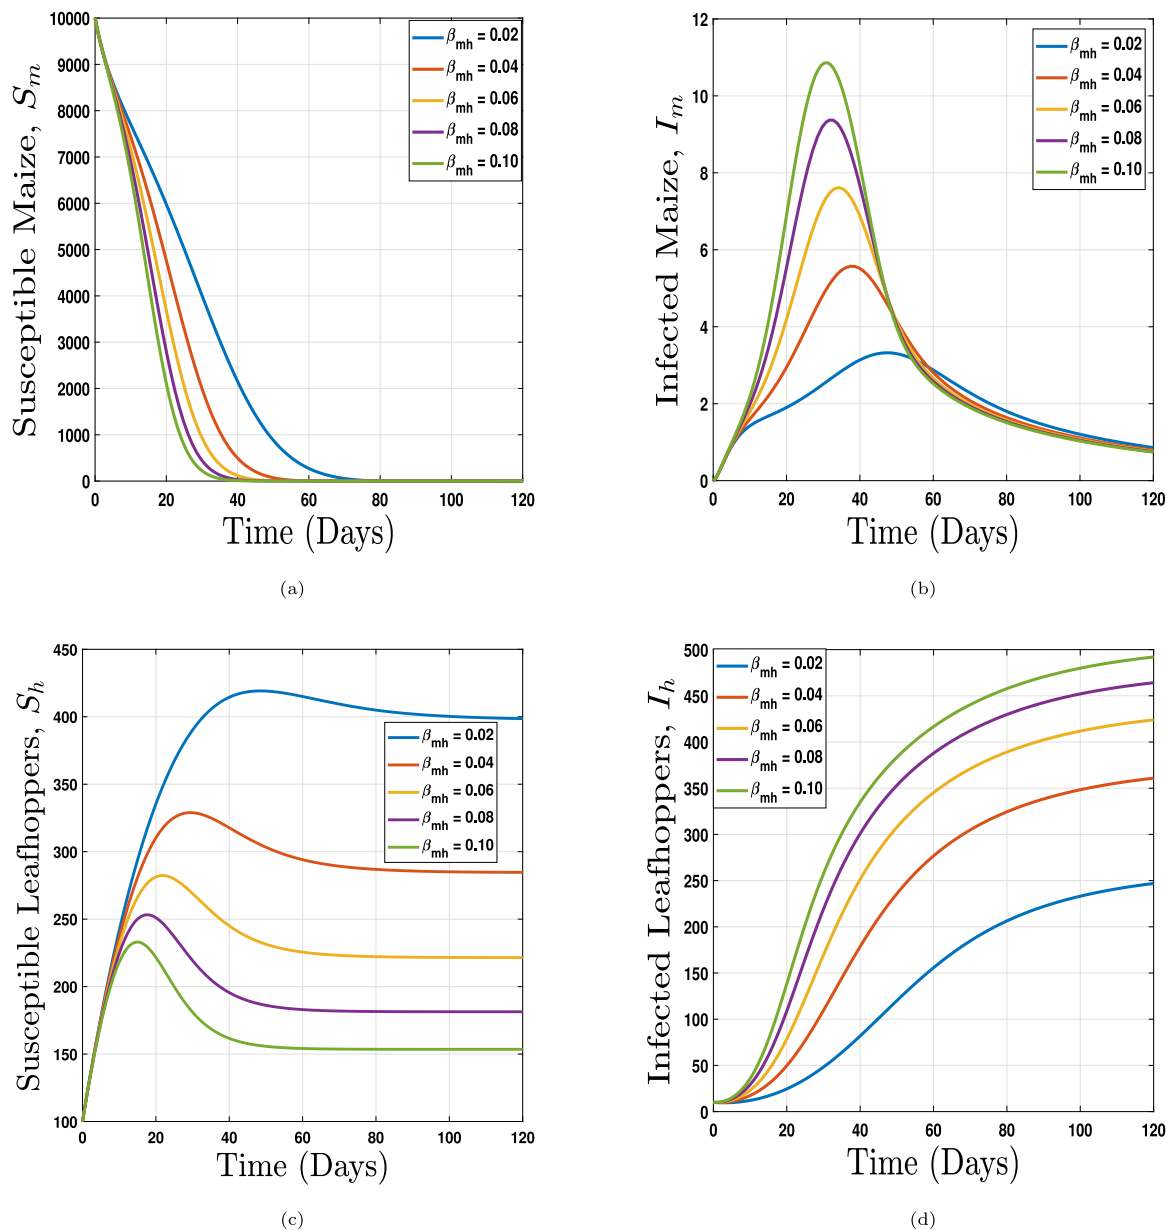 10000
9000
8000
7000
6000
5000
4000
3000
2000
1000
0
Susceptible Maize, S_m
β_mh = 0.02
β_mh = 0.04
β_mh = 0.06
β_mh = 0.08
β_mh = 0.10
0 20 40 60 80 100 120
Time (Days)
(a)
12
10
8
6
4
2
0
Infected Maize, I_m
β_mh = 0.02
β_mh = 0.04
β_mh = 0.06
β_mh = 0.08
β_mh = 0.10
0 20 40 60 80 100 120
Time (Days)
(b)
450
400
350
300
250
200
150
100
Susceptible Leafhoppers, S_h
β_mh = 0.02
β_mh = 0.04
β_mh = 0.06
β_mh = 0.08
β_mh = 0.10
0 20 40 60 80 100 120
Time (Days)
(c)
500
450
400
350
300
250
200
150
100
50
0
Infected Leafhoppers, I_h
β_mh = 0.02
β_mh = 0.04
β_mh = 0.06
β_mh = 0.08
β_mh = 0.10
0 20 40 60 80 100 120
Time (Days)
(d)